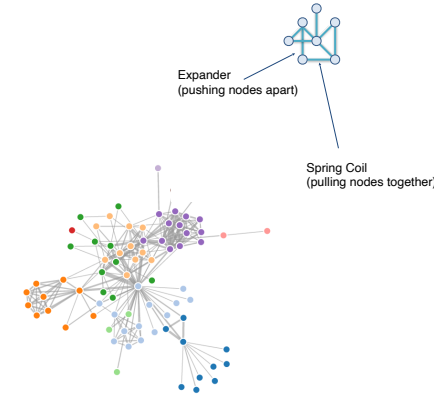 Expander
(pushing nodes apart)
Spring Coil
(pulling nodes together)